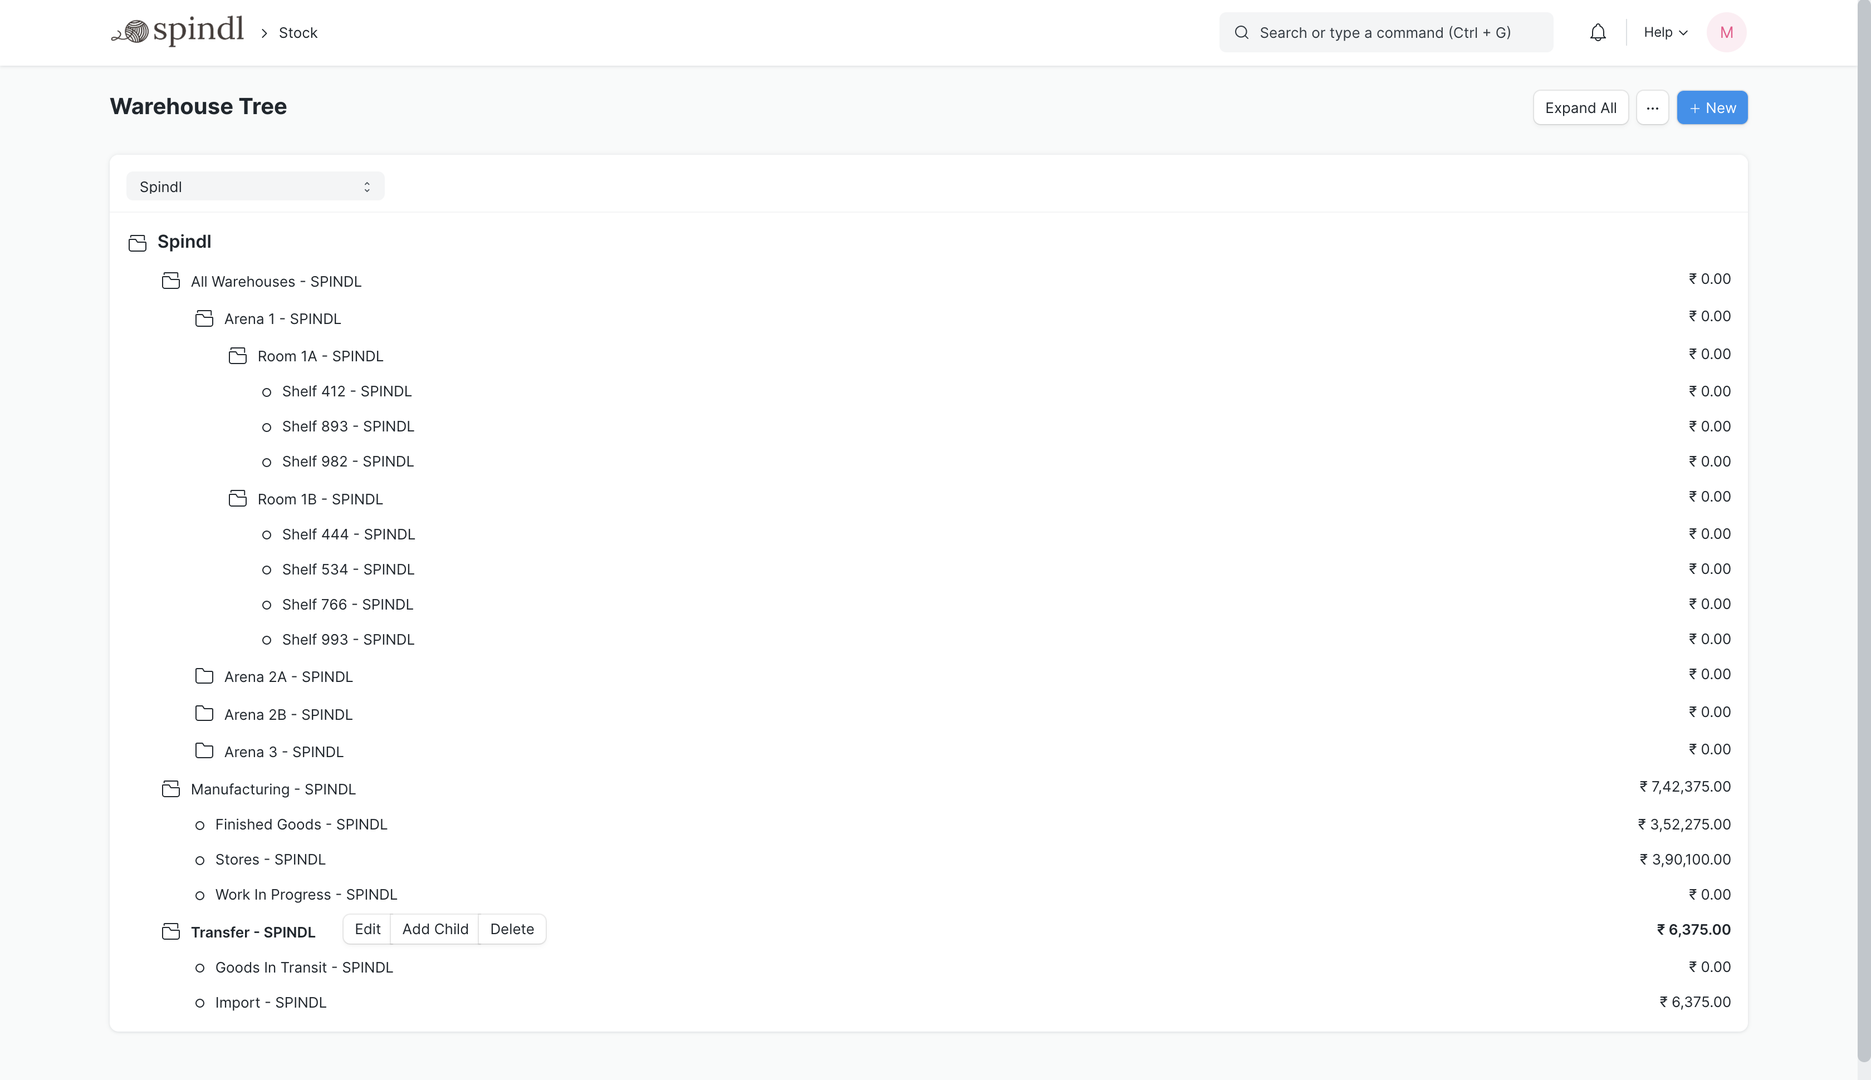 spindl > Stock Search or type a command (Ctrl + G) Help M
Warehouse Tree Expand All ... + New
Spindl
Spindl
All Warehouses - SPINDL ₹ 0.00
Arena 1 - SPINDL ₹ 0.00
Room 1A - SPINDL ₹ 0.00
Shelf 412 - SPINDL ₹ 0.00
Shelf 893 - SPINDL ₹ 0.00
Shelf 982 - SPINDL ₹ 0.00
Room 1B - SPINDL ₹ 0.00
Shelf 444 - SPINDL ₹ 0.00
Shelf 534 - SPINDL ₹ 0.00
Shelf 766 - SPINDL ₹ 0.00
Shelf 993 - SPINDL ₹ 0.00
Arena 2A - SPINDL ₹ 0.00
Arena 2B - SPINDL ₹ 0.00
Arena 3 - SPINDL ₹ 0.00
Manufacturing - SPINDL ₹ 7,42,375.00
Finished Goods - SPINDL ₹ 3,52,275.00
Stores - SPINDL ₹ 3,90,100.00
Work In Progress - SPINDL ₹ 0.00
Transfer - SPINDL Edit Add Child Delete ₹ 6,375.00
Goods In Transit - SPINDL ₹ 0.00
Import - SPINDL ₹ 6,375.00